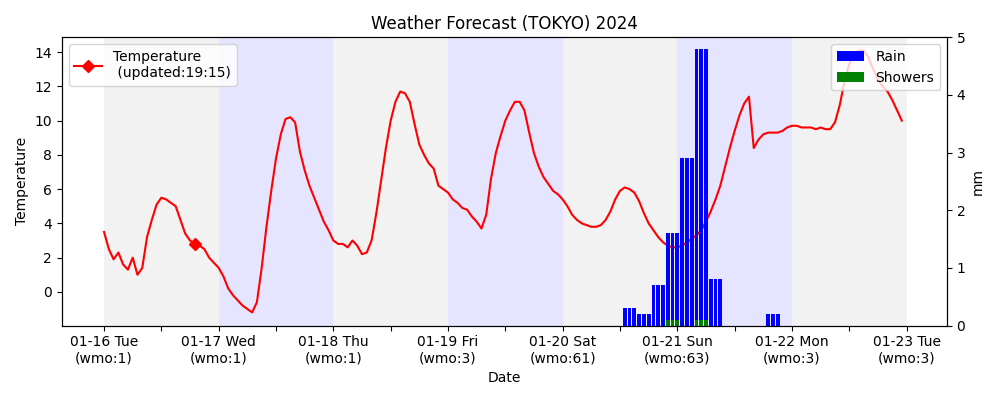 Weather Forecast (TOKYO) 2024
Temperature
(updated:19:15)
Rain
Showers
14
12
10
8
6
4
2
0
Temperature
5
4
3
2
1
0
mm
01-16 Tue
(wmo:1)
01-17 Wed
(wmo:1)
01-18 Thu
(wmo:1)
01-19 Fri
(wmo:3)
01-20 Sat
(wmo:61)
01-21 Sun
(wmo:63)
01-22 Mon
(wmo:3)
01-23 Tue
(wmo:3)
Date